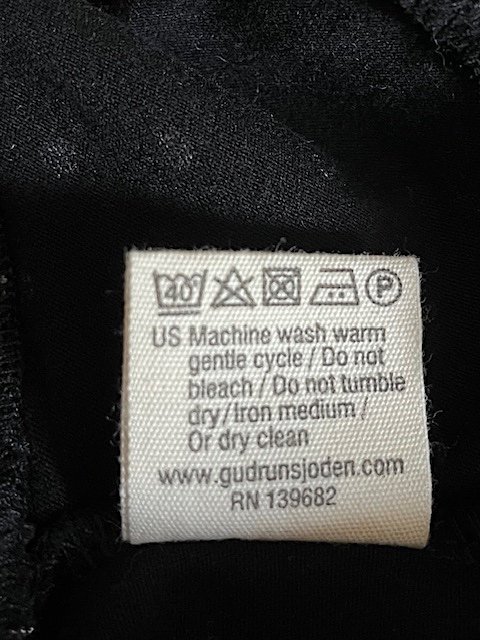 40 P
US Machine wash warm
gentle cycle / Do not
bleach / Do not tumble
dry / Iron medium /
Or dry clean
www.gudrunsjoden.com
RN 139682